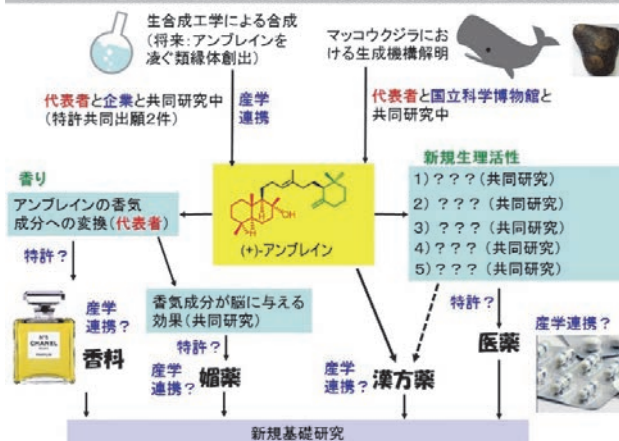 生合成工学による合成
(将来:アンブレインを
凌ぐ類縁体創出)
マッコウクジラにお
ける生成機構解明
代表者と企業と共同研究中
(特許共同出願2件)
産学
連携
代表者と国立科学博物館と
共同研究中
香り
アンブレインの香気
成分への変換(代表者)
OH
H
H
H
(+)-アンブレイン
新規生理活性
1)???(共同研究)
2)???(共同研究)
3)???(共同研究)
4)???(共同研究)
5)???(共同研究)
特許?
産学
連携?
N°5
CHANEL
香料
香気成分が脳に与える
効果(共同研究)
特許?
産学
連携?
媚薬
産学
連携?
漢方薬
特許?
医薬
産学連携?
新規基礎研究